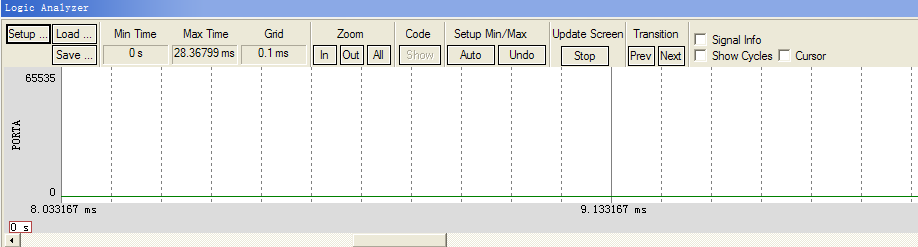 Logic Analyzer
Setup ... Load ... Min Time Max Time Grid Zoom Code Setup Min/Max Update Screen Transition Signal Info
Save ... 0 s 28.36799 ms 0.1 ms In Out All Show Auto Undo Stop Prev Next Show Cycles Cursor
65535
PORTA
0
8.033167 ms 9.133167 ms
0 s